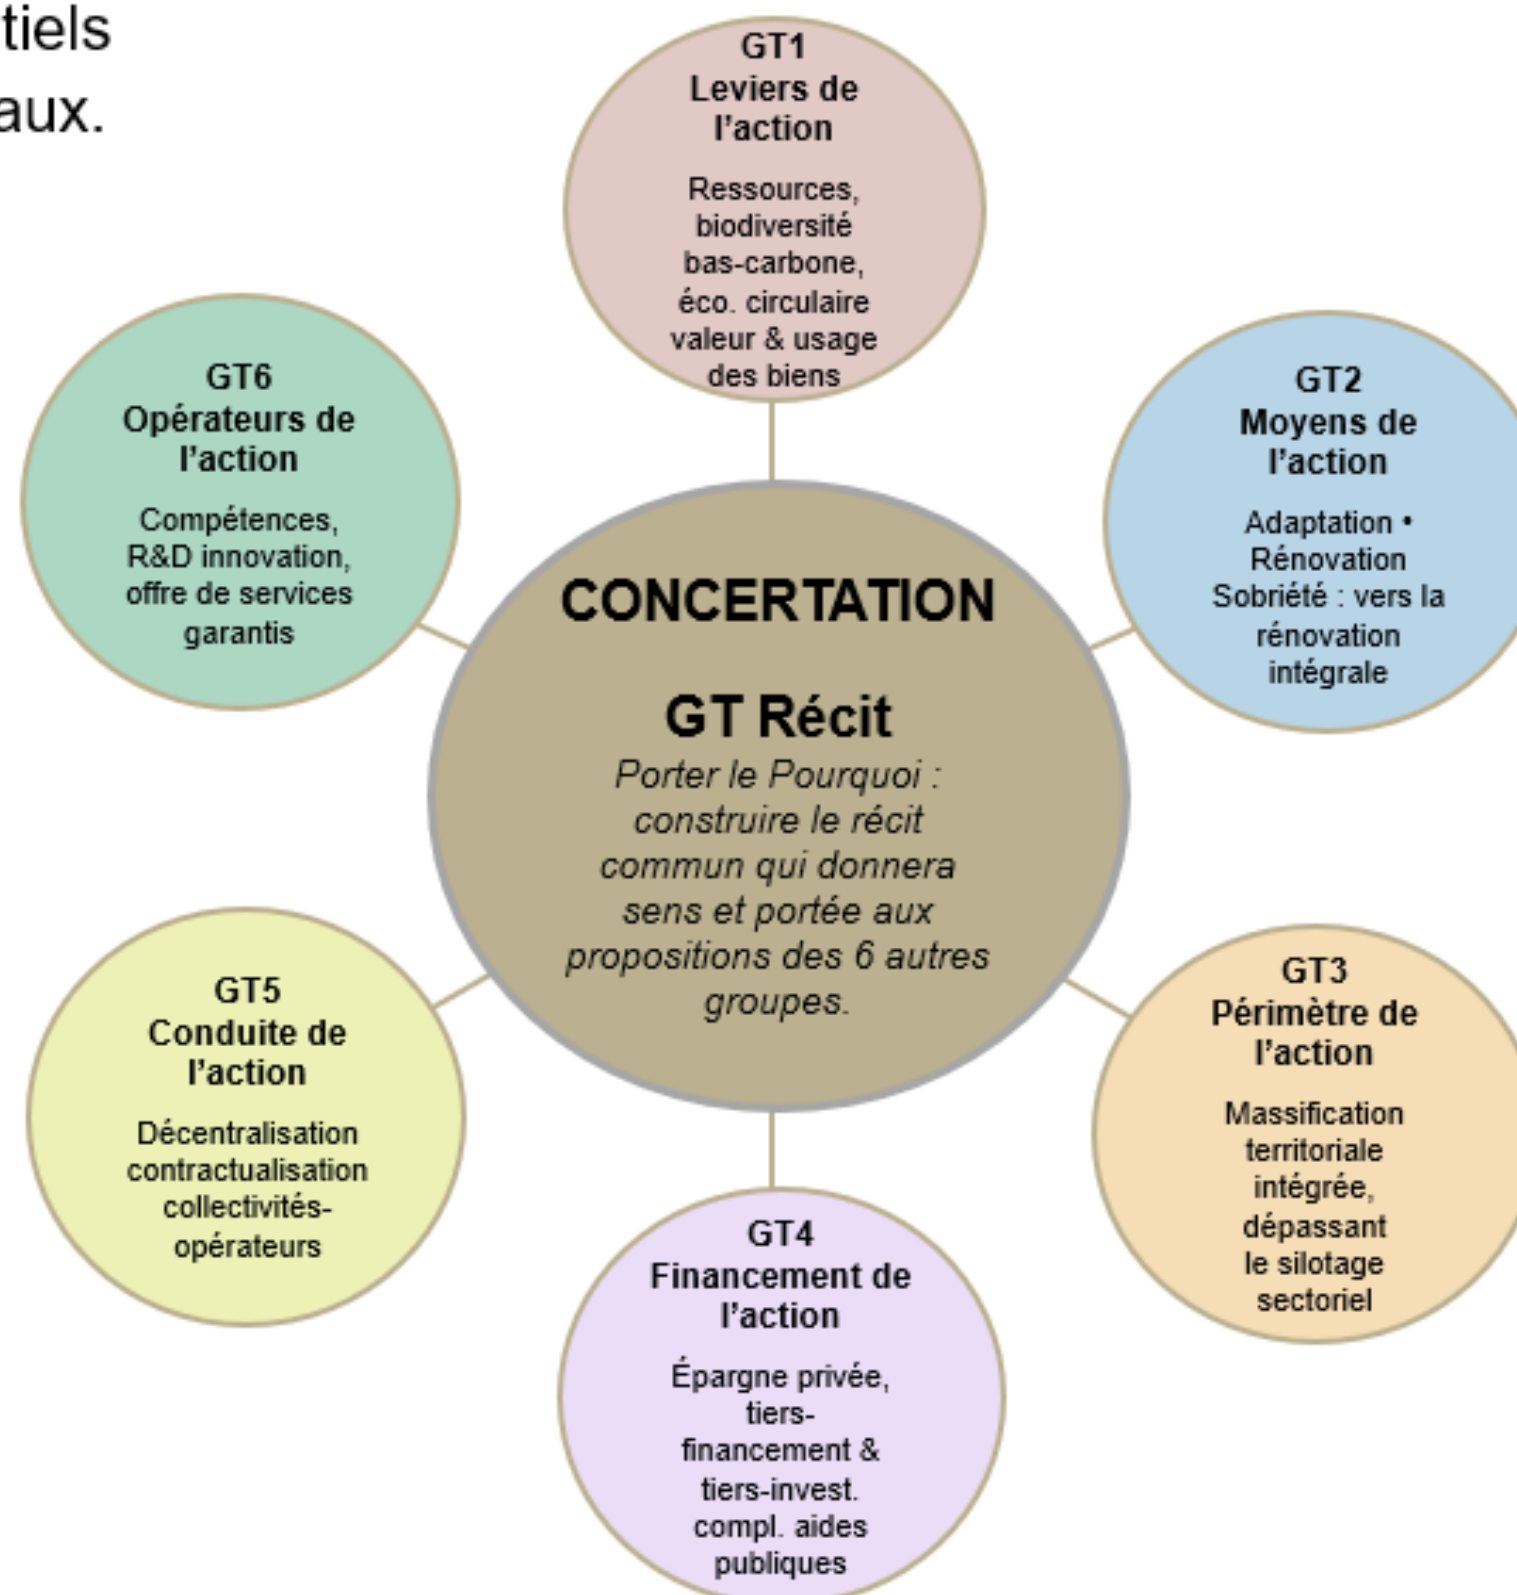 tiels
aux.
GT1
Leviers de
l'action
Ressources,
biodiversité
bas-carbone,
éco. circulaire
valeur & usage
des biens
GT2
Moyens de
l'action
Adaptation •
Rénovation
Sobriété : vers la
rénovation
intégrale
GT3
Périmètre de
l'action
Massification
territoriale
intégrée,
dépassant
le silotage
sectoriel
GT4
Financement de
l'action
Épargne privée,
tiers-
financement &
tiers-invest.
compl. aides
publiques
GT5
Conduite de
l'action
Décentralisation
contractualisation
collectivités-
opérateurs
GT6
Opérateurs de
l'action
Compétences,
R&D innovation,
offre de services
garantis
CONCERTATION
GT Récit
Porter le Pourquoi :
construire le récit
commun qui donnera
sens et portée aux
propositions des 6 autres
groupes.